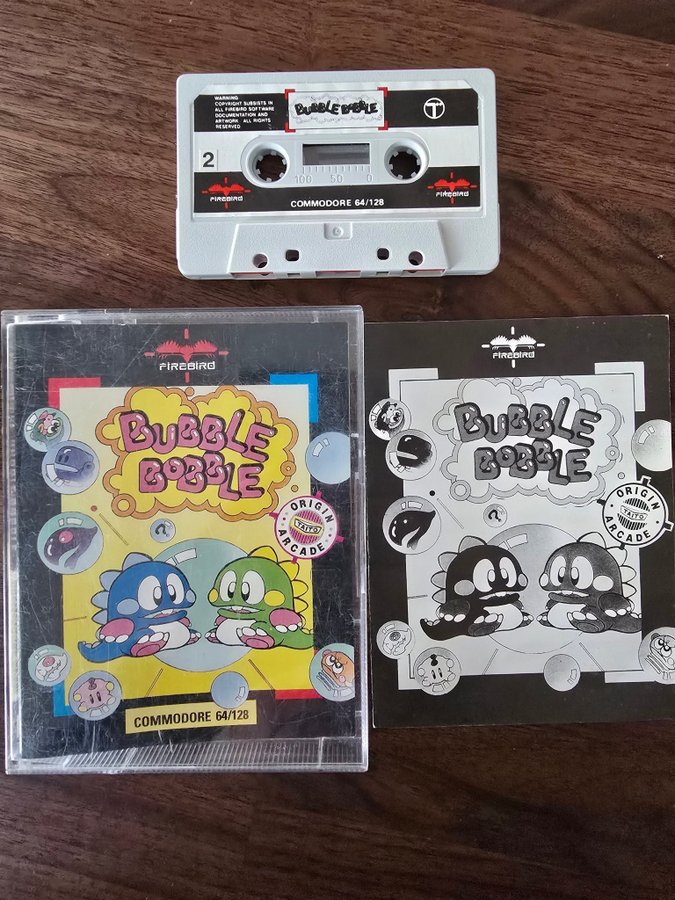 WARNING
COPYRIGHT SUBSISTS IN
ALL FIREBIRD SOFTWARE
DOCUMENTATION AND
ARTWORK ALL RIGHTS
RESERVED
BUBBLE BOBBLE
T
2
100 50 0
FIREBIRD
FIREBIRD
COMMODORE 64/128
FIREBIRD
BUBBLE
BOBBLE
?
ORIGIN
TAITO
ARCADE
COMMODORE 64/128
FIREBIRD
BUBBLE
BOBBLE
?
ORIGIN
TAITO
ARCADE